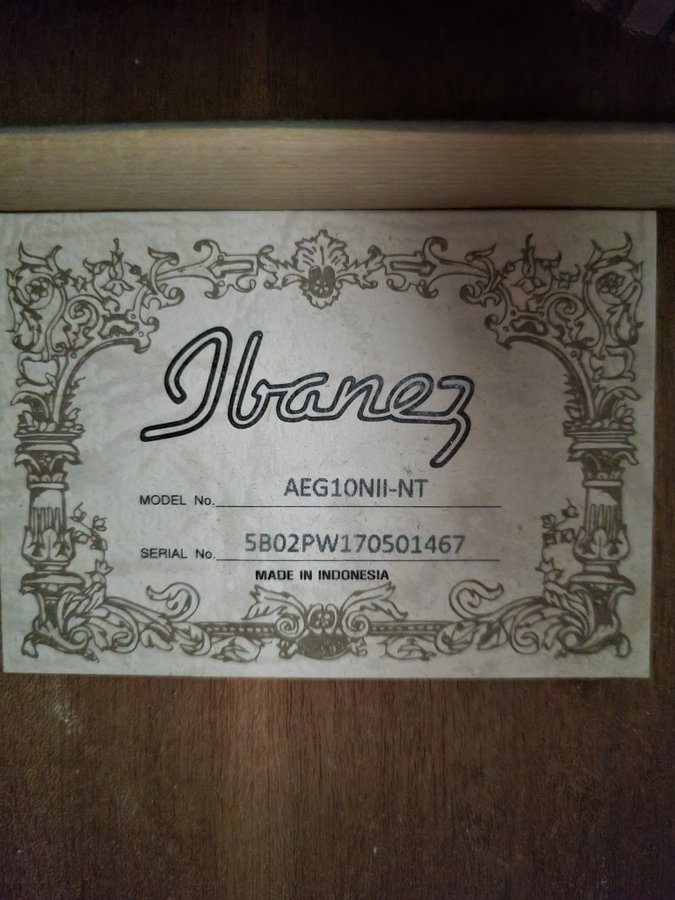 Ibanez
MODEL No. AEG10NII-NT
SERIAL No. 5B02PW170501467
MADE IN INDONESIA